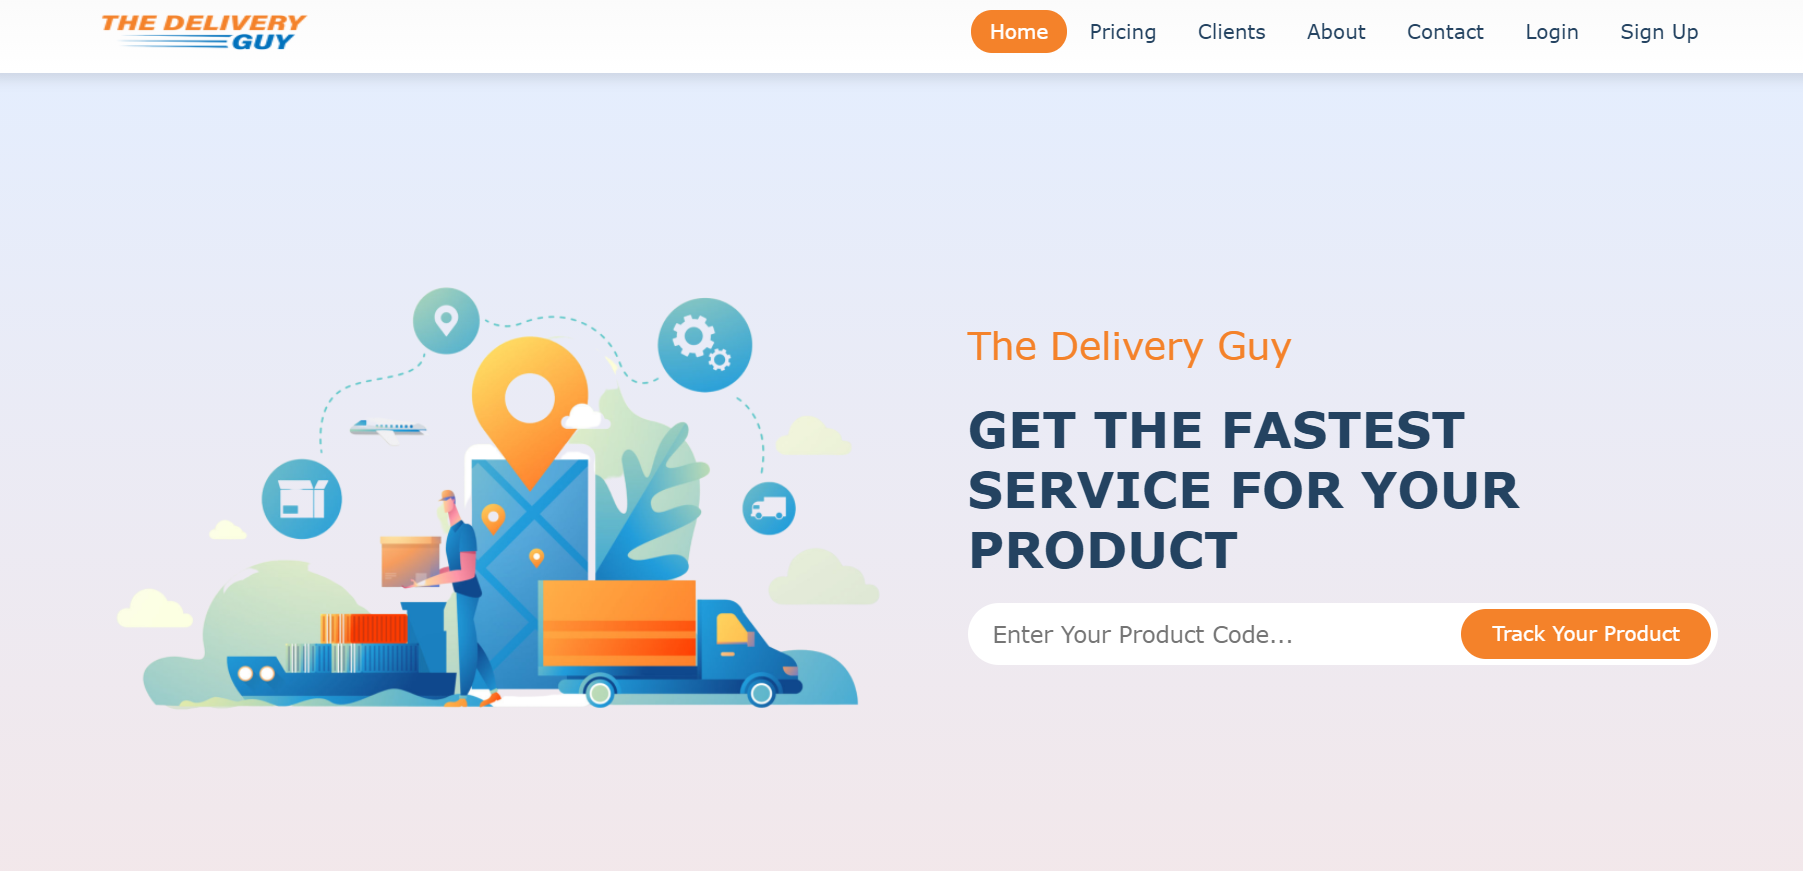 THE DELIVERY
GUY
Home Pricing Clients About Contact Login Sign Up
The Delivery Guy
GET THE FASTEST
SERVICE FOR YOUR
PRODUCT
Enter Your Product Code... Track Your Product